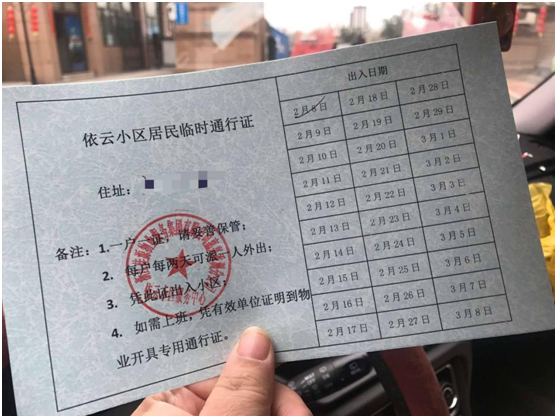 依云小区居民临时通行证
住址：
备注：1.一户一证，请妥善保管；
2、每户每两天可派一人外出；
3、凭此证出入小区；
4、如需上班，凭有效单位证明到物
业开具专用通行证。
出入日期
2月8日 2月18日 2月28日
2月9日 2月19日 2月29日
2月10日 2月20日 3月1日
2月11日 2月21日 3月2日
2月12日 2月22日 3月3日
2月13日 2月23日 3月4日
2月14日 2月24日 3月5日
2月15日 2月25日 3月6日
2月16日 2月26日 3月7日
2月17日 2月27日 3月8日